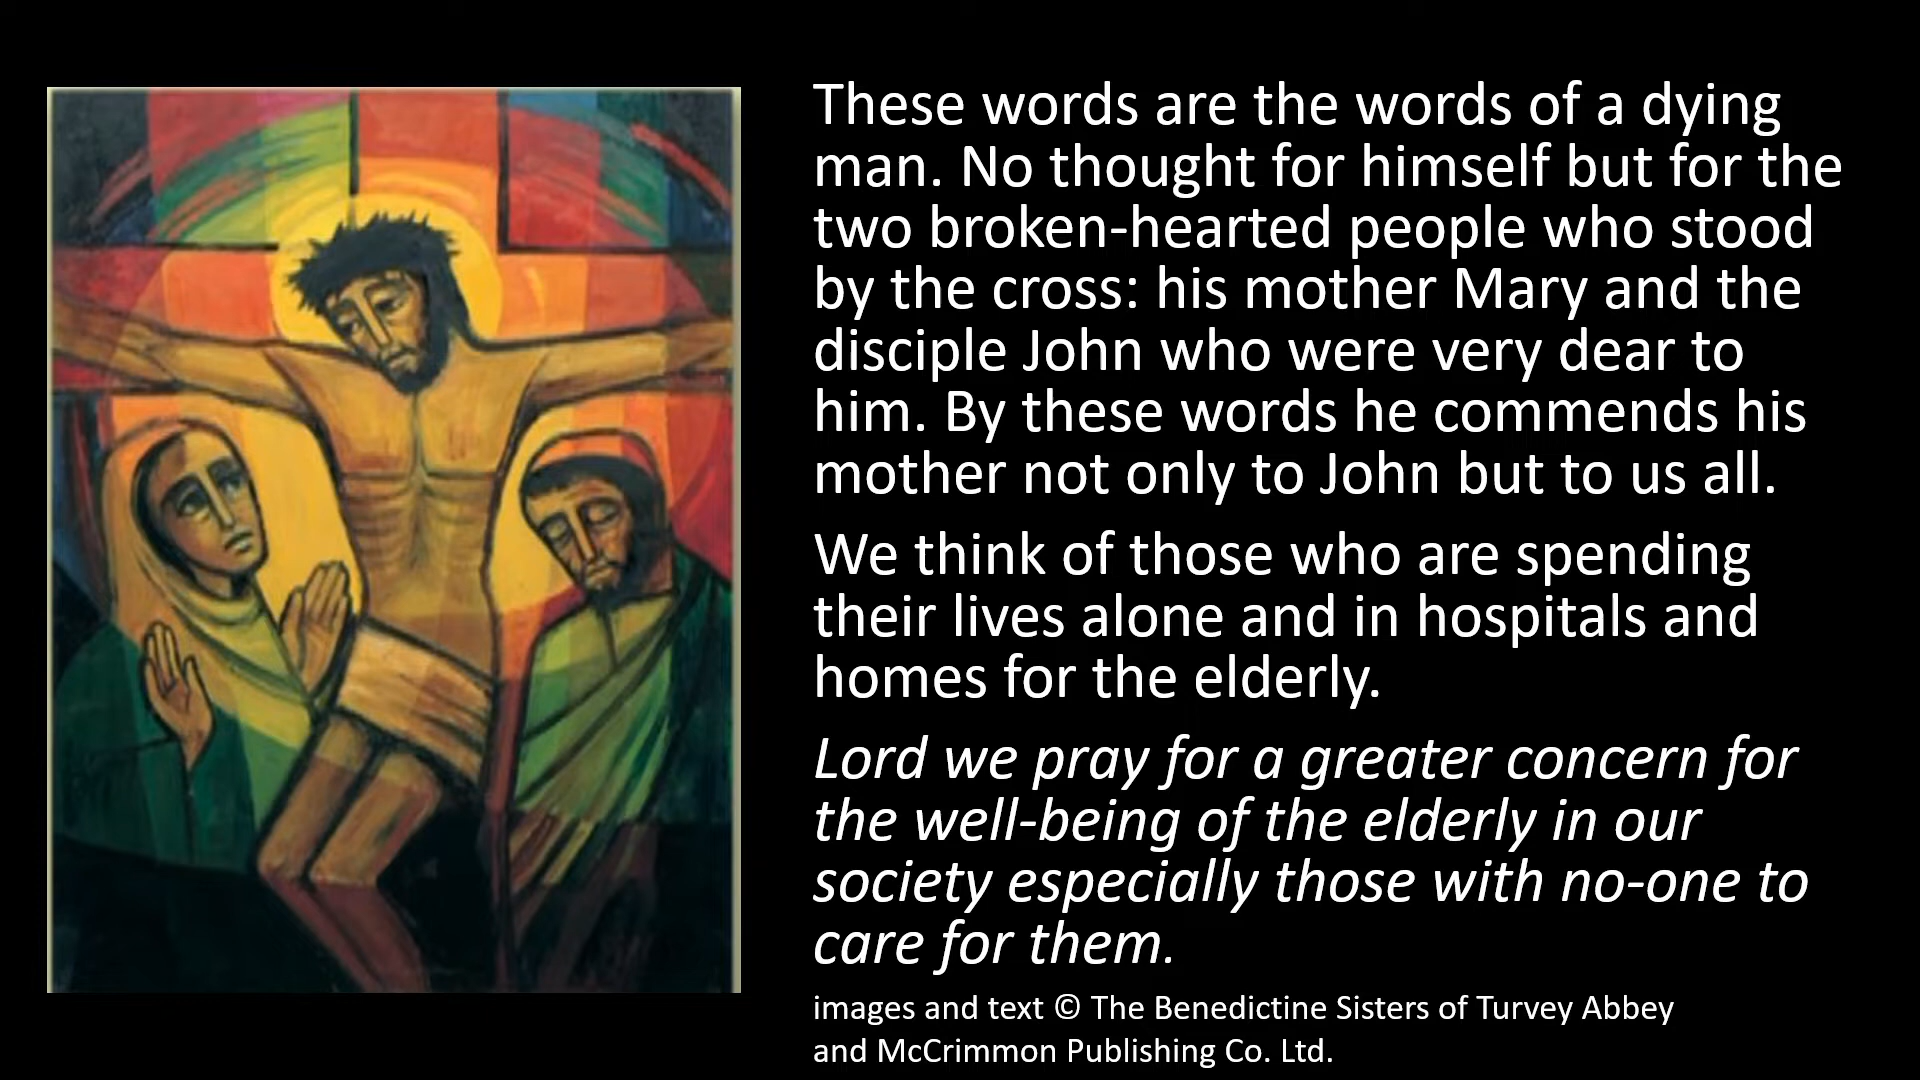 These words are the words of a dying
man. No thought for himself but for the
two broken-hearted people who stood
by the cross: his mother Mary and the
disciple John who were very dear to
him. By these words he commends his
mother not only to John but to us all.
We think of those who are spending
their lives alone and in hospitals and
homes for the elderly.
Lord we pray for a greater concern for
the well-being of the elderly in our
society especially those with no-one to
care for them.
images and text © The Benedictine Sisters of Turvey Abbey
and McCrimmon Publishing Co. Ltd.